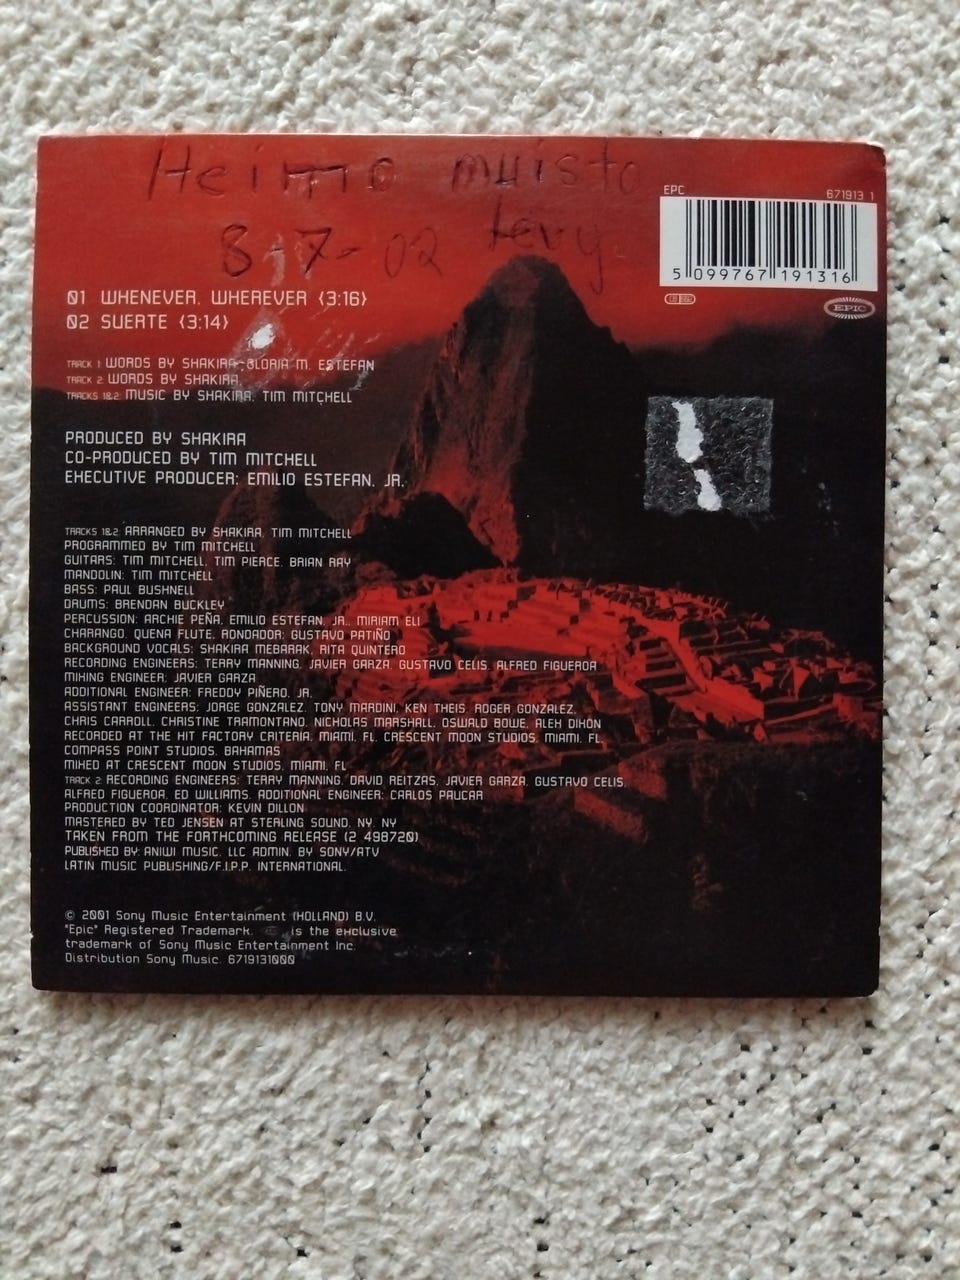 Heimo muisto
levy
8-7-02
EPC
671913 1
5 099767 191316
EPIC
01 WHENEVER, WHEREVER {3:16}
02 SUERTE {3:14}
TRACK 1: WORDS BY SHAKIRA, GLORIA M. ESTEFAN
TRACK 2: WORDS BY SHAKIRA,
TRACKS 1&2: MUSIC BY SHAKIRA, TIM MITCHELL
PRODUCED BY SHAKIRA
CO-PRODUCED BY TIM MITCHELL
EXECUTIVE PRODUCER: EMILIO ESTEFAN, JR.
TRACKS 1&2: ARRANGED BY SHAKIRA, TIM MITCHELL
PROGRAMMED BY TIM MITCHELL
GUITARS: TIM MITCHELL, TIM PIERCE, BRIAN RAY
MANDOLIN: TIM MITCHELL
BASS: PAUL BUSHNELL
DRUMS: BRENDAN BUCKLEY
PERCUSSION: ARCHIE PEÑA, EMILIO ESTEFAN, JR., MIRIAM ELI
CHARANGO, QUENA FLUTE, RONDADOR: GUSTAVO PATIÑO
BACKGROUND VOCALS: SHAKIRA MEBARAK, RITA QUINTERO
RECORDING ENGINEERS: TERRY MANNING, JAVIER GARZA, GUSTAVO CELIS, ALFRED FIGUEROA
MIXING ENGINEER: JAVIER GARZA
ADDITIONAL ENGINEER: FREDDY PIÑERO, JR.
ASSISTANT ENGINEERS: JORGE GONZALEZ, TONY MARDINI, KEN THEIS, ROGER GONZALEZ,
CHRIS CARROLL, CHRISTINE TRAMONTANO, NICHOLAS MARSHALL, OSWALD BOWE, ALEX DIXON
RECORDED AT THE HIT FACTORY CRITERIA, MIAMI, FL, CRESCENT MOON STUDIOS, MIAMI, FL,
COMPASS POINT STUDIOS, BAHAMAS
MIXED AT CRESCENT MOON STUDIOS, MIAMI, FL
TRACK 2: RECORDING ENGINEERS: TERRY MANNING, DAVID REITZAS, JAVIER GARZA, GUSTAVO CELIS,
ALFRED FIGUEROA, ED WILLIAMS, ADDITIONAL ENGINEER: CARLOS PAUCAR
PRODUCTION COORDINATOR: KEVIN DILLON
MASTERED BY TED JENSEN AT STERLING SOUND, NY, NY
TAKEN FROM THE FORTHCOMING RELEASE (2 498720)
PUBLISHED BY: ANIWI MUSIC, LLC ADMIN. BY SONY/ATV
LATIN MUSIC PUBLISHING/F.I.P.P. INTERNATIONAL.
© 2001 Sony Music Entertainment (HOLLAND) B.V.
"Epic" Registered Trademark. is the exclusive
trademark of Sony Music Entertainment Inc.
Distribution Sony Music. 6719131000